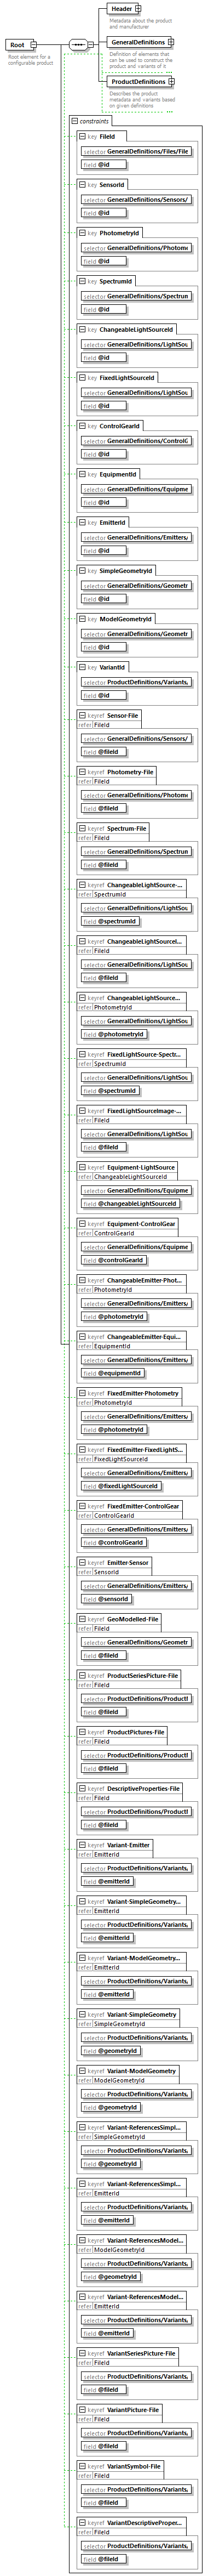 Header
Metadata about the product
and manufacturer
Root
Root element for a
configurable product
GeneralDefinitions
Definition of elements that
can be used to construct the
product and variants of it
ProductDefinitions
Describes the product
metadata and variants based
on given definitions
constraints
key FileId
selector GeneralDefinitions/Files/File
field @id
key SensorId
selector GeneralDefinitions/Sensors/
field @id
key PhotometryId
selector GeneralDefinitions/Photome
field @id
key SpectrumId
selector GeneralDefinitions/Spectrun
field @id
key ChangeableLightSourceId
selector GeneralDefinitions/LightSou
field @id
key FixedLightSourceId
selector GeneralDefinitions/LightSou
field @id
key ControlGearId
selector GeneralDefinitions/ControlG
field @id
key EquipmentId
selector GeneralDefinitions/Equipme
field @id
key EmitterId
selector GeneralDefinitions/Emitters/
field @id
key SimpleGeometryId
selector GeneralDefinitions/Geometr
field @id
key ModelGeometryId
selector GeneralDefinitions/Geometr
field @id
key VariantId
selector ProductDefinitions/Variants,
field @id
keyref Sensor-File
refer FileId
selector GeneralDefinitions/Sensors/
field @fileId
keyref Photometry-File
refer FileId
selector GeneralDefinitions/Photome
field @fileId
keyref Spectrum-File
refer FileId
selector GeneralDefinitions/Spectrun
field @fileId
keyref ChangeableLightSource-...
refer SpectrumId
selector GeneralDefinitions/LightSou
field @spectrumId
keyref ChangeableLightSourceI...
refer FileId
selector GeneralDefinitions/LightSou
field @fileId
keyref ChangeableLightSource...
refer PhotometryId
selector GeneralDefinitions/LightSou
field @photometryId
keyref FixedLightSource-Spectr...
refer SpectrumId
selector GeneralDefinitions/LightSou
field @spectrumId
keyref FixedLightSourceImage-...
refer FileId
selector GeneralDefinitions/LightSou
field @fileId
keyref Equipment-LightSource
refer ChangeableLightSourceId
selector GeneralDefinitions/Equipme
field @changeableLightSourceId
keyref Equipment-ControlGear
refer ControlGearId
selector GeneralDefinitions/Equipme
field @controlGearId
keyref ChangeableEmitter-Phot...
refer PhotometryId
selector GeneralDefinitions/Emitters/
field @photometryId
keyref ChangeableEmitter-Equi...
refer EquipmentId
selector GeneralDefinitions/Emitters/
field @equipmentId
keyref FixedEmitter-Photometry
refer PhotometryId
selector GeneralDefinitions/Emitters/
field @photometryId
keyref FixedEmitter-FixedLightS...
refer FixedLightSourceId
selector GeneralDefinitions/Emitters/
field @fixedLightSourceId
keyref FixedEmitter-ControlGear
refer ControlGearId
selector GeneralDefinitions/Emitters/
field @controlGearId
keyref Emitter-Sensor
refer SensorId
selector GeneralDefinitions/Emitters/
field @sensorId
keyref GeoModelled-File
refer FileId
selector GeneralDefinitions/Geometr
field @fileId
keyref ProductSeriesPicture-File
refer FileId
selector ProductDefinitions/Product!
field @fileId
keyref ProductPictures-File
refer FileId
selector ProductDefinitions/Product!
field @fileId
keyref DescriptiveProperties-File
refer FileId
selector ProductDefinitions/Product!
field @fileId
keyref Variant-Emitter
refer EmitterId
selector ProductDefinitions/Variants,
field @emitterId
keyref Variant-SimpleGeometry...
refer EmitterId
selector ProductDefinitions/Variants,
field @emitterId
keyref Variant-ModelGeometry...
refer EmitterId
selector ProductDefinitions/Variants,
field @emitterId
keyref Variant-SimpleGeometry
refer SimpleGeometryId
selector ProductDefinitions/Variants,
field @geometryId
keyref Variant-ModelGeometry
refer ModelGeometryId
selector ProductDefinitions/Variants,
field @geometryId
keyref Variant-ReferencesSimpl...
refer SimpleGeometryId
selector ProductDefinitions/Variants,
field @geometryId
keyref Variant-ReferencesSimpl...
refer EmitterId
selector ProductDefinitions/Variants,
field @emitterId
keyref Variant-ReferencesModel...
refer ModelGeometryId
selector ProductDefinitions/Variants,
field @geometryId
keyref Variant-ReferencesModel...
refer EmitterId
selector ProductDefinitions/Variants,
field @emitterId
keyref VariantSeriesPicture-File
refer FileId
selector ProductDefinitions/Variants,
field @fileId
keyref VariantPicture-File
refer FileId
selector ProductDefinitions/Variants,
field @fileId
keyref VariantSymbol-File
refer FileId
selector ProductDefinitions/Variants,
field @fileId
keyref VariantDescriptiveProper...
refer FileId
selector ProductDefinitions/Variants,
field @fileId